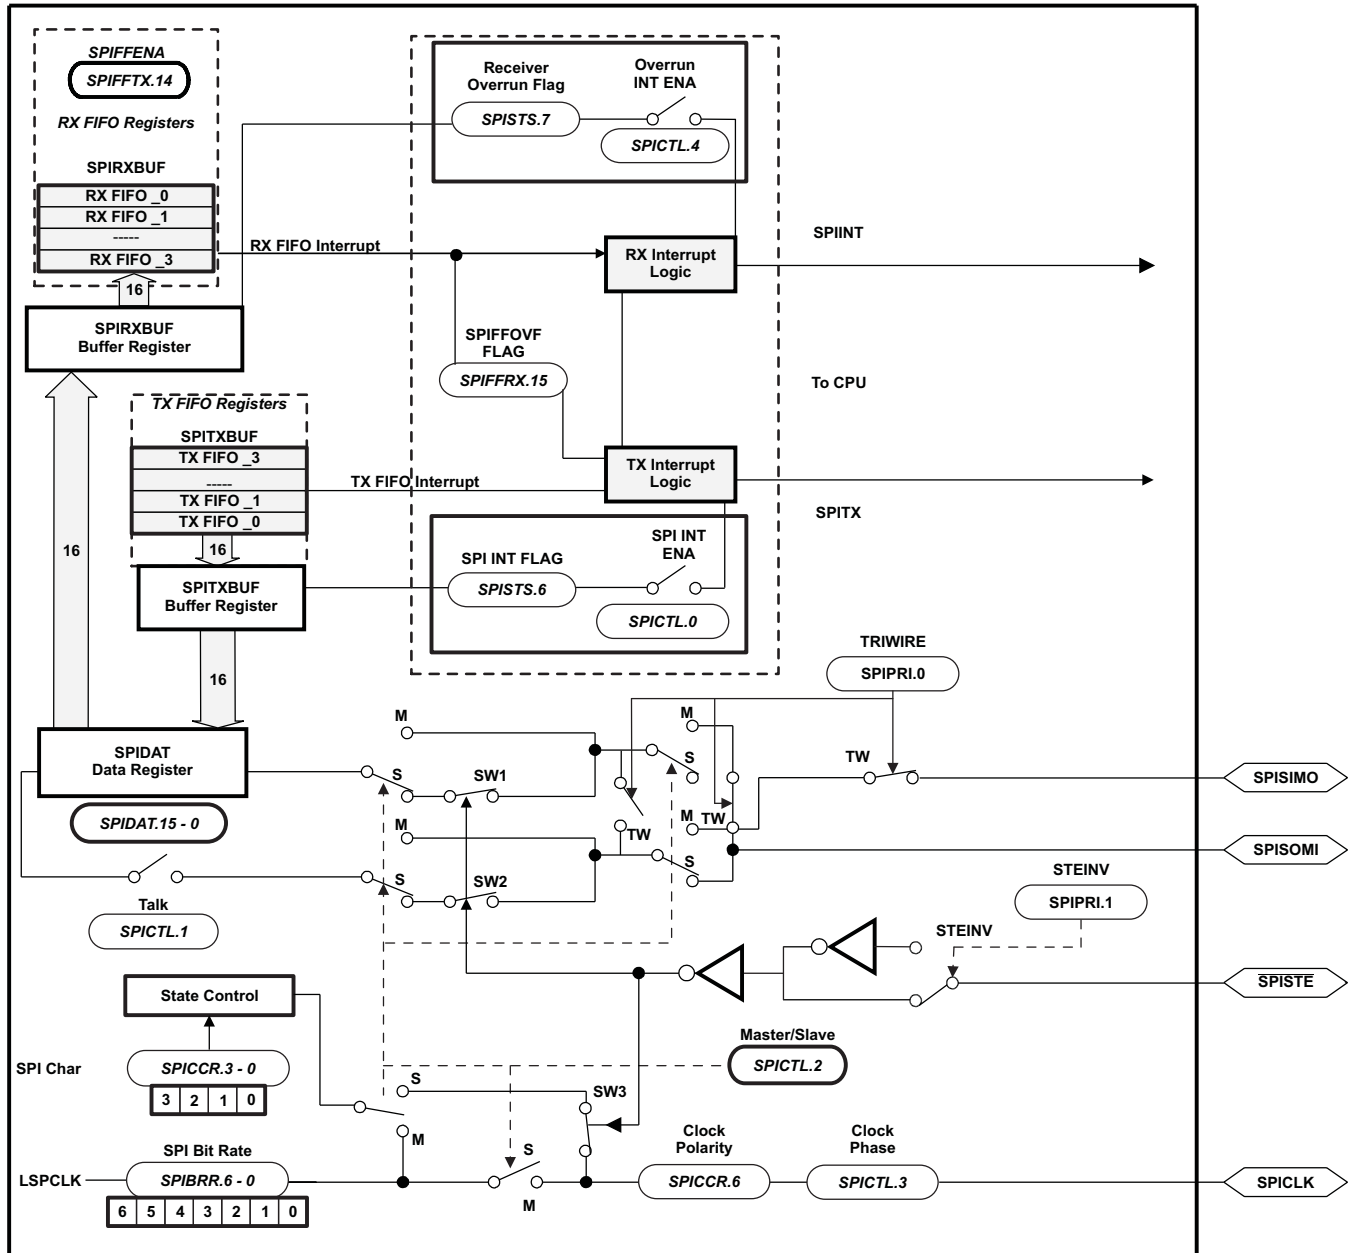 SPIFFENA
SPIFFTX.14
RX FIFO Registers
SPIRXBUF
RX FIFO _0
RX FIFO _1
-----
RX FIFO _3
16
SPIRXBUF
Buffer Register
Receiver
Overrun Flag
SPISTS.7
Overrun
INT ENA
SPICTL.4
RX FIFO Interrupt
RX Interrupt
Logic
SPIINT
SPIFFOVF
FLAG
SPIFFRX.15
To CPU
TX FIFO Registers
SPITXBUF
TX FIFO _3
-----
TX FIFO _1
TX FIFO _0
16
16
TX FIFO Interrupt
TX Interrupt
Logic
SPITX
SPITXBUF
Buffer Register
16
SPI INT FLAG
SPISTS.6
SPI INT
ENA
SPICTL.0
TRIWIRE
SPIPRI.0
SPIDAT
Data Register
SPIDAT.15 - 0
M
S
SW1
M
S
TW
SPISIMO
M
S
SW2
TW
M
TW
S
SPISOMI
Talk
SPICTL.1
STEINV
SPIPRI.1
STEINV
SPISTE
State Control
SPI Char
SPICCR.3 - 0
3 2 1 0
Master/Slave
SPICTL.2
S
M
SW3
SPI Bit Rate
LSPCLK
SPIBRR.6 - 0
6 5 4 3 2 1 0
S
M
Clock
Polarity
SPICCR.6
Clock
Phase
SPICTL.3
SPICLK